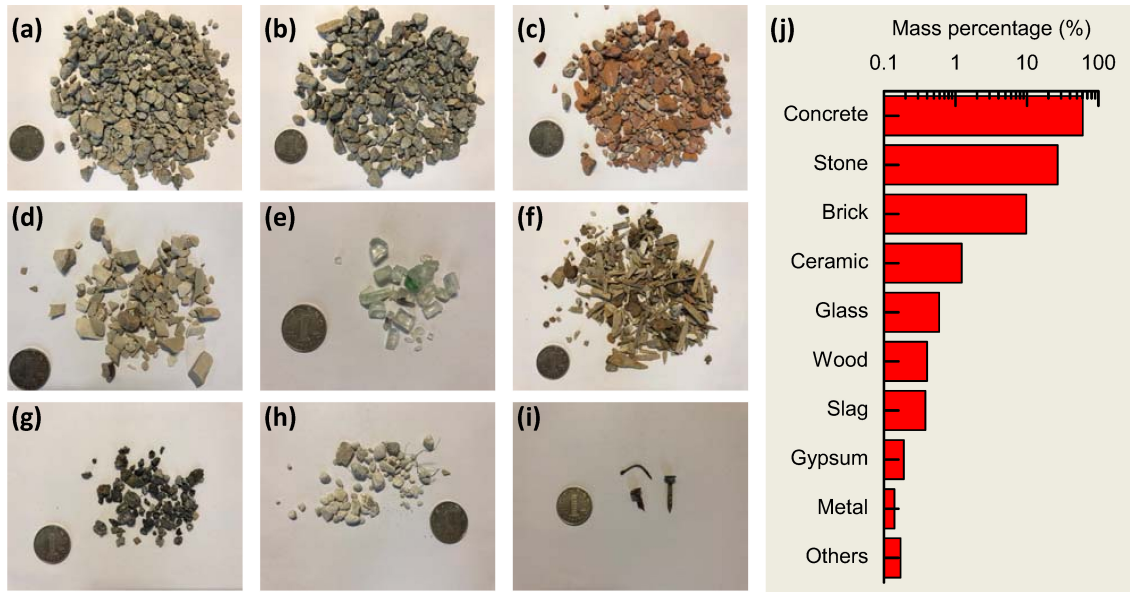 (a)
(b)
(c)
(d)
(e)
(f)
(g)
(h)
(i)
(j)
Mass percentage (%)
0.1 1 10 100
Concrete
Stone
Brick
Ceramic
Glass
Wood
Slag
Gypsum
Metal
Others